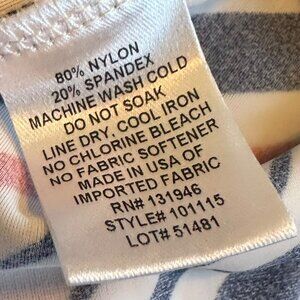 80% NYLON
20% SPANDEX
MACHINE WASH COLD
DO NOT SOAK
LINE DRY, COOL IRON
NO CHLORINE BLEACH
NO FABRIC SOFTENER
MADE IN USA OF
IMPORTED FABRIC
RN# 131946
STYLE# 101115
LOT# 51481